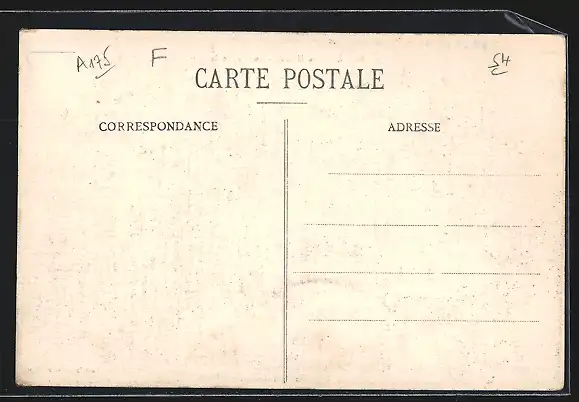 A175 F 54
CARTE POSTALE
CORRESPONDANCE
ADRESSE